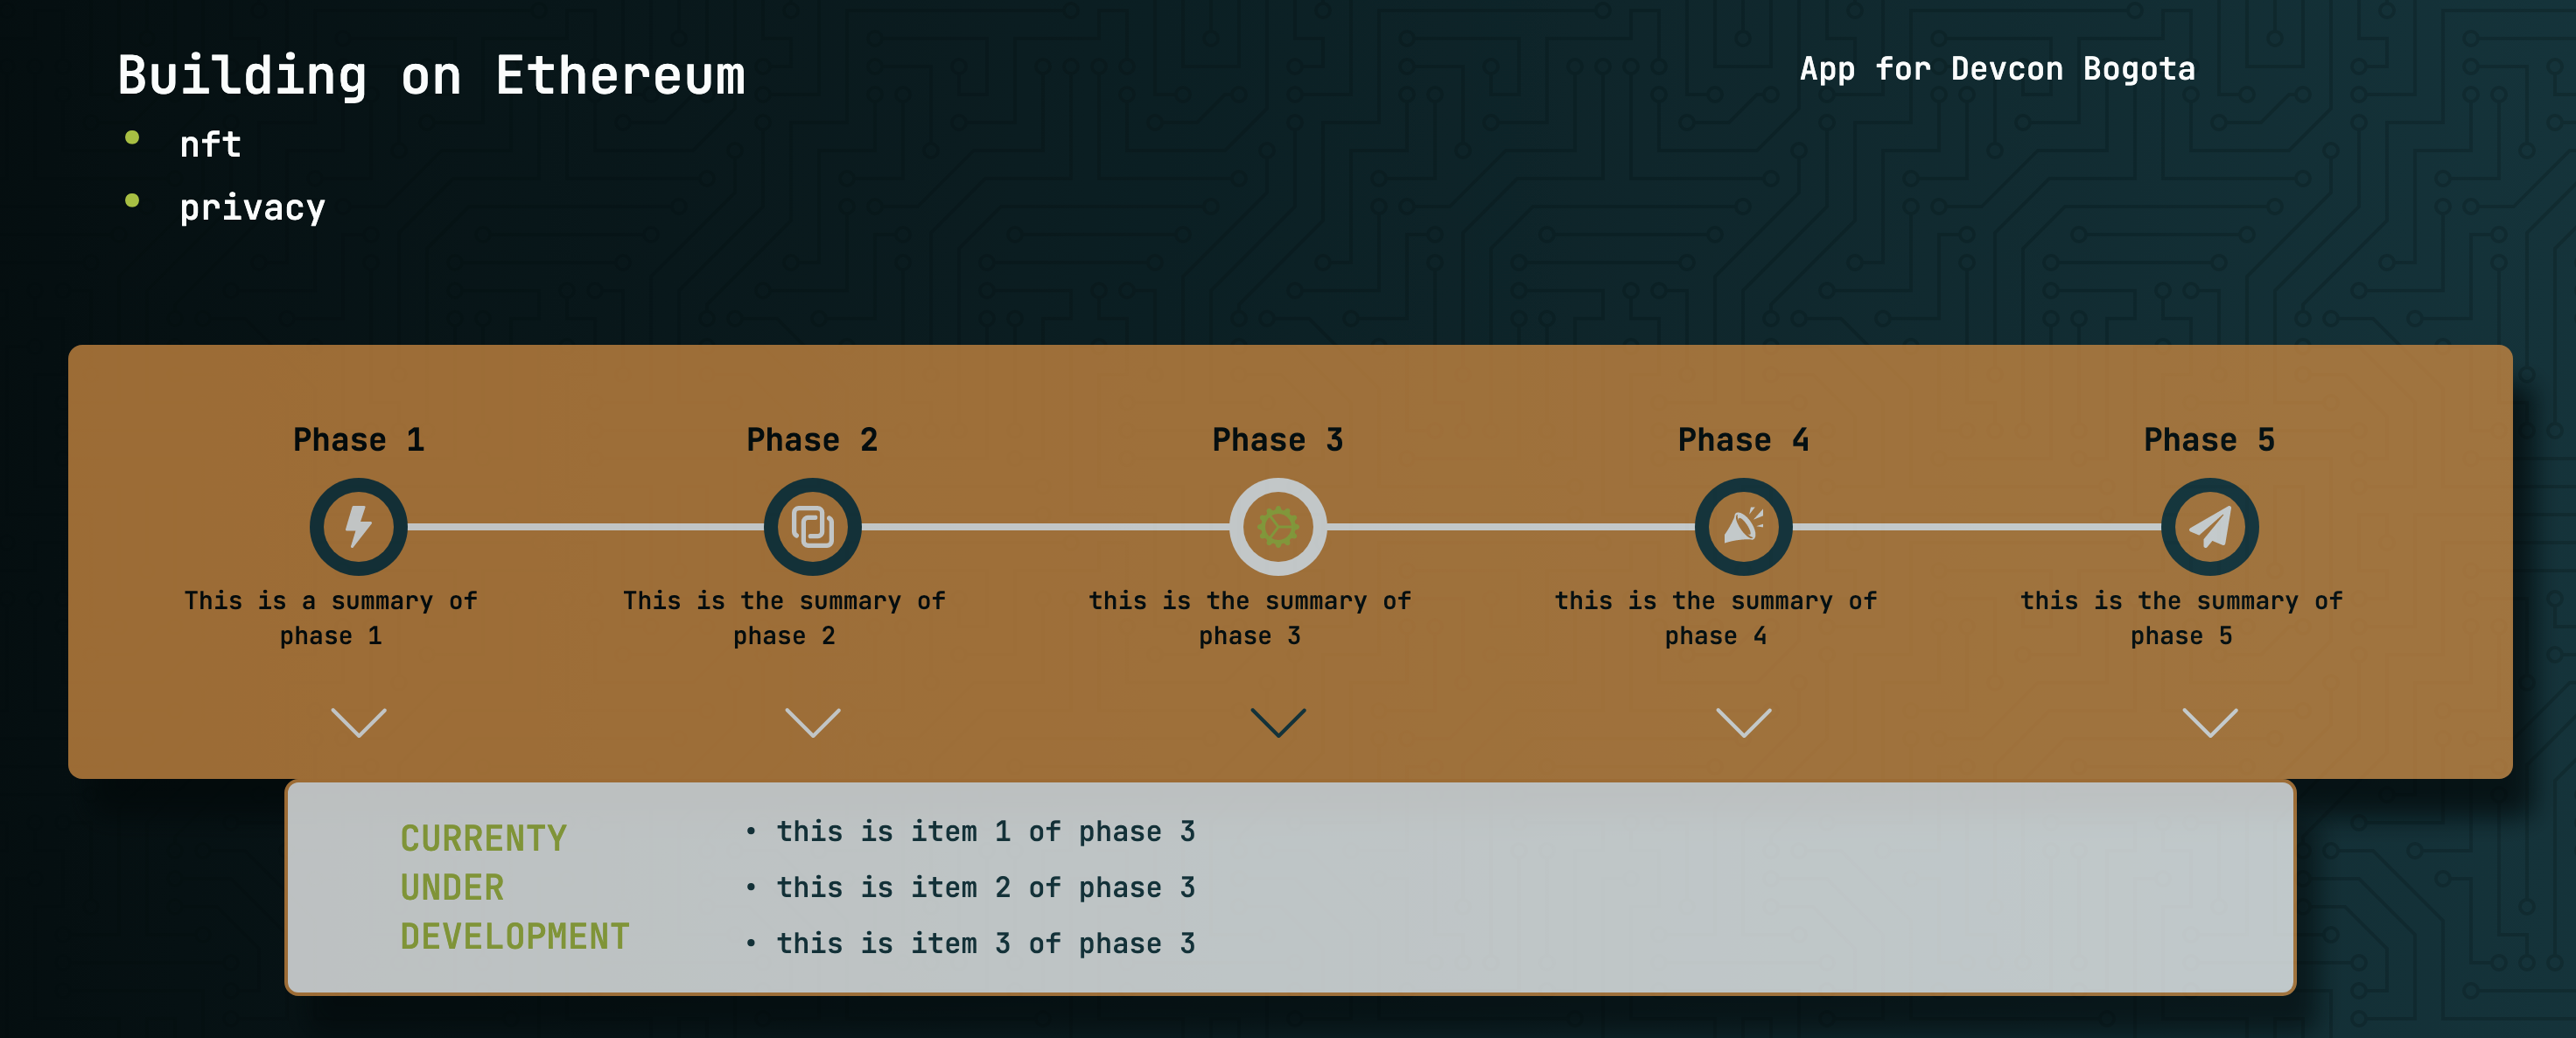 Building on Ethereum
App for Devcon Bogota
nft
privacy
Phase 1
Phase 2
Phase 3
Phase 4
Phase 5
This is a summary of
phase 1
This is the summary of
phase 2
this is the summary of
phase 3
this is the summary of
phase 4
this is the summary of
phase 5
CURRENTY
UNDER
DEVELOPMENT
• this is item 1 of phase 3
• this is item 2 of phase 3
• this is item 3 of phase 3